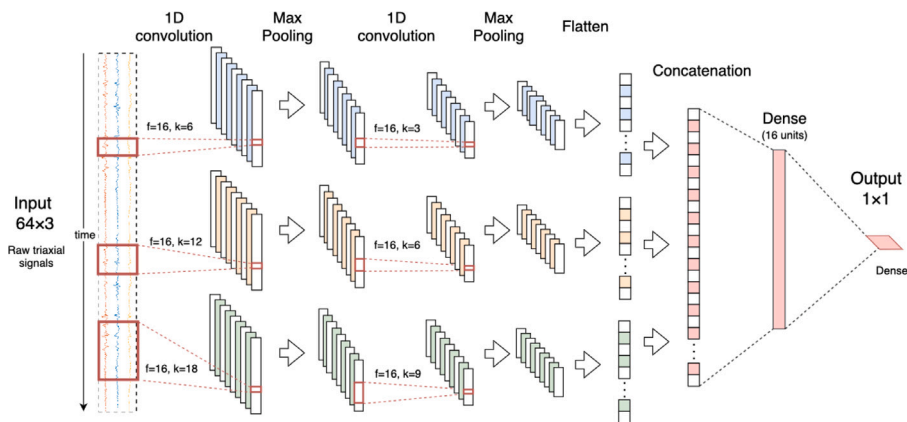 1D
convolution
Max
Pooling
1D
convolution
Max
Pooling
Flatten
Concatenation
Dense
(16 units)
Output
1×1
Dense
Input
64×3
Raw triaxial
signals
time
f=16, k=6
f=16, k=3
f=16, k=12
f=16, k=6
f=16, k=18
f=16, k=9